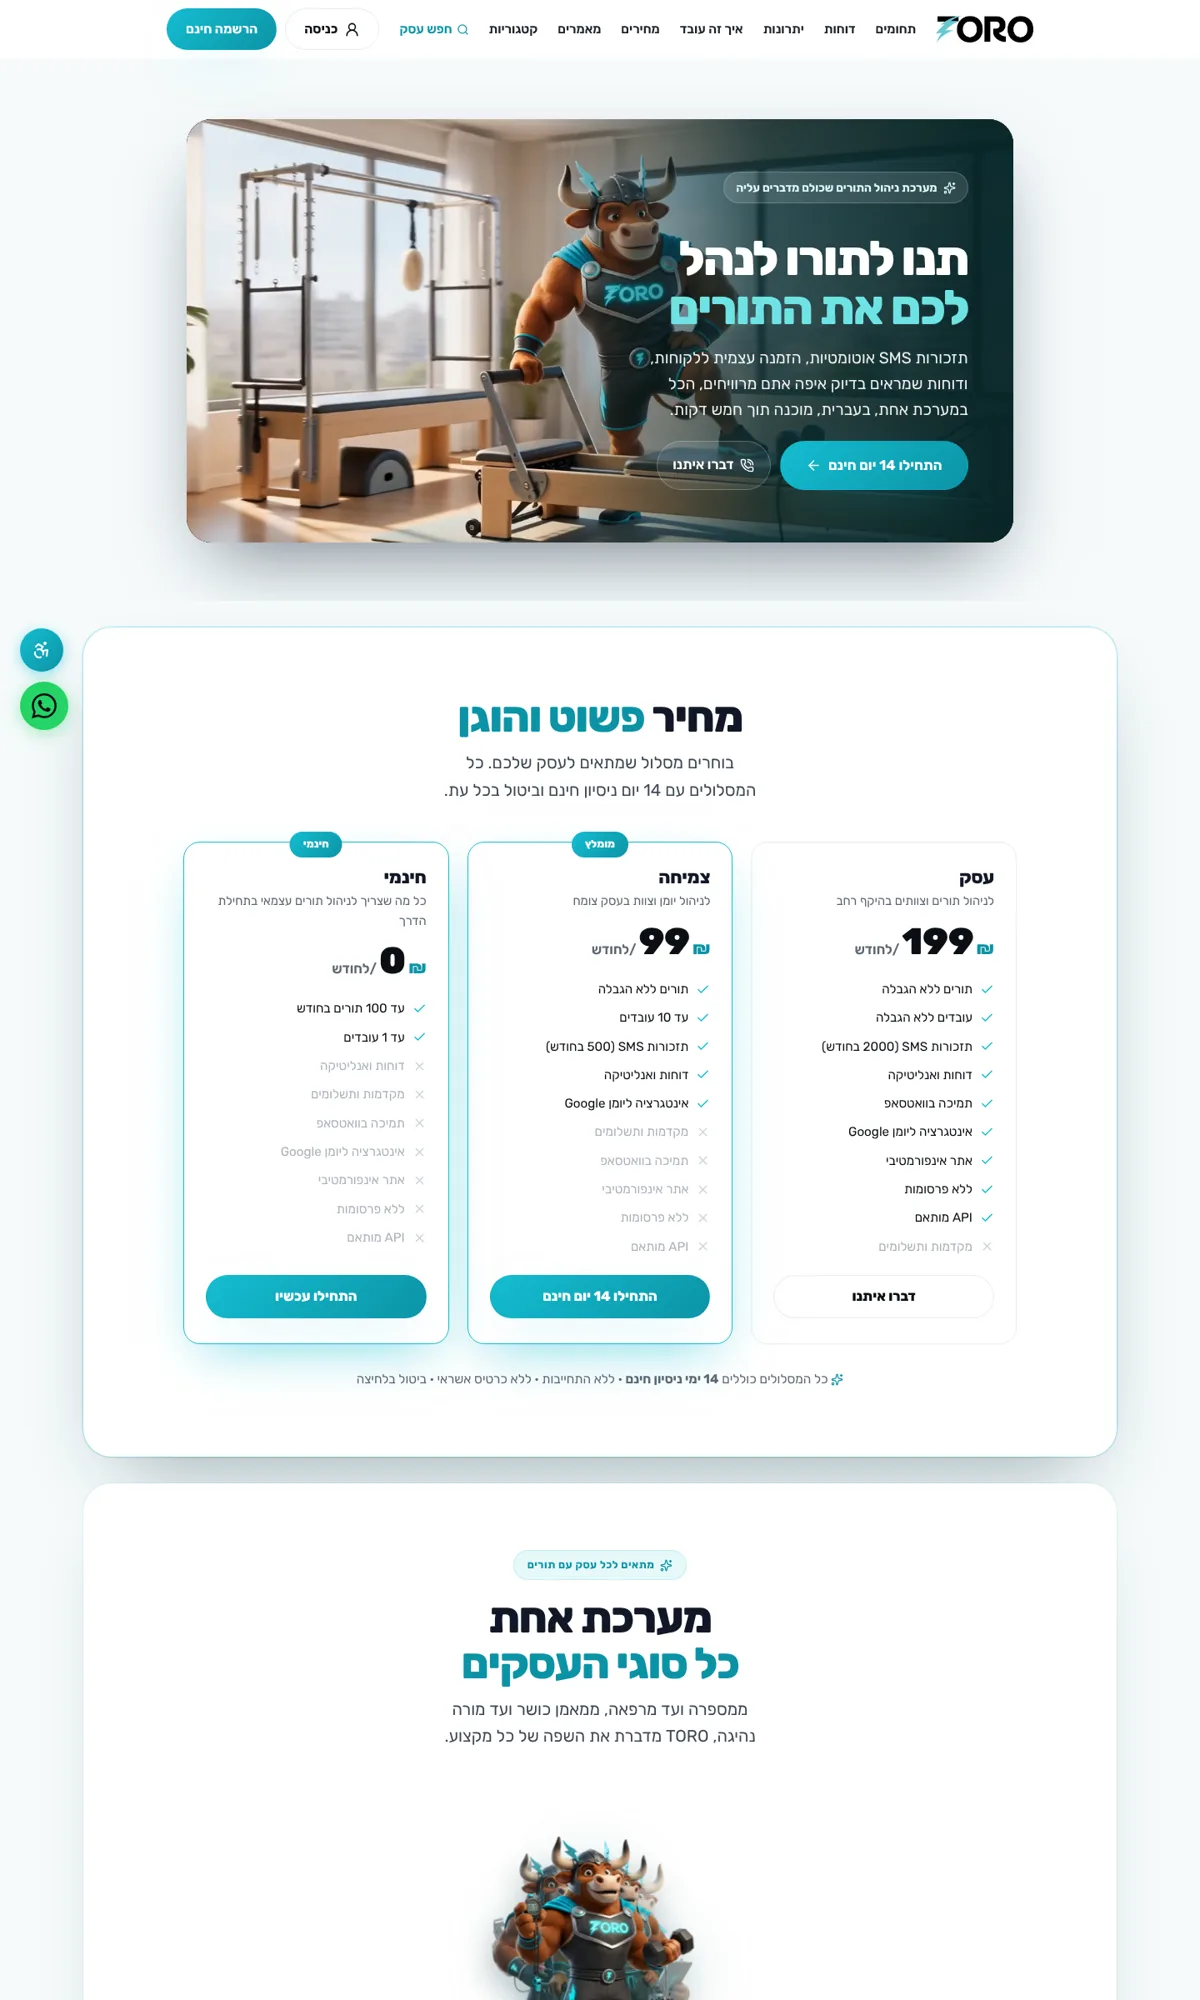 TORO
תחומים
דוחות
יתרונות
איך זה עובד
מחירים
מאמרים
קטגוריות
חפש עסק
כניסה
הרשמה חינם
מערכת ניהול התורים שכולם מדברים עליה
תנו לתורו לנהל
לכם את התורים
תזכורות SMS אוטומטיות, הזמנה עצמית ללקוחות,
ודוחות שמראים בדיוק איפה אתם מרוויחים, הכל
במערכת אחת, בעברית, מוכנה תוך חמש דקות.
התחילו 14 יום חינם
דברו איתנו
TORO
מחיר פשוט והוגן
בוחרים מסלול שמתאים לעסק שלכם. כל
המסלולים עם 14 יום ניסיון חינם וביטול בכל עת.
עסק
לניהול תורים וצוותים בהיקף רחב
₪199 /לחודש
תורים ללא הגבלה
עובדים ללא הגבלה
תזכורות SMS (2000 בחודש)
דוחות ואנליטיקה
תמיכה בוואטסאפ
אינטגרציה ליומן Google
אתר אינפורמטיבי
ללא פרסומות
API מותאם
מקדמות ותשלומים
דברו איתנו
מומלץ
צמיחה
לניהול יומן וצוות בעסק צומח
₪99 /לחודש
תורים ללא הגבלה
עד 10 עובדים
תזכורות SMS (500 בחודש)
דוחות ואנליטיקה
אינטגרציה ליומן Google
מקדמות ותשלומים
תמיכה בוואטסאפ
אתר אינפורמטיבי
ללא פרסומות
API מותאם
התחילו 14 יום חינם
חינמי
חינמי
כל מה שצריך לניהול תורים עצמאי בתחילת
הדרך
₪0 /לחודש
עד 100 תורים בחודש
עד 1 עובדים
דוחות ואנליטיקה
מקדמות ותשלומים
תמיכה בוואטסאפ
אינטגרציה ליומן Google
אתר אינפורמטיבי
ללא פרסומות
API מותאם
התחילו עכשיו
כל המסלולים כוללים 14 ימי ניסיון חינם • ללא התחייבות • ללא כרטיס אשראי • ביטול בלחיצה
מתאים לכל עסק עם תורים
מערכת אחת
כל סוגי העסקים
ממספרה ועד מרפאה, ממאמן כושר ועד מורה
נהיגה, TORO מדברת את השפה של כל מקצוע.
TORO